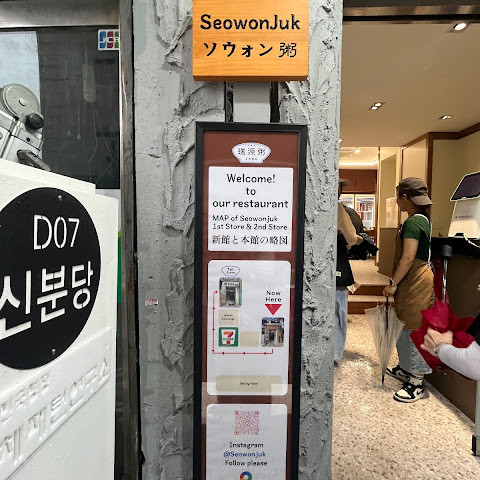 SeowonJuk
ソウォン 粥
JCB
瑞源粥
Welcome!
to
our restaurant
MAP of Seowonjuk
1st Store & 2nd Store
新館と本館の略図
1st
Now
Here
Instagram
@Seowonjuk
Follow please
D07
신분당